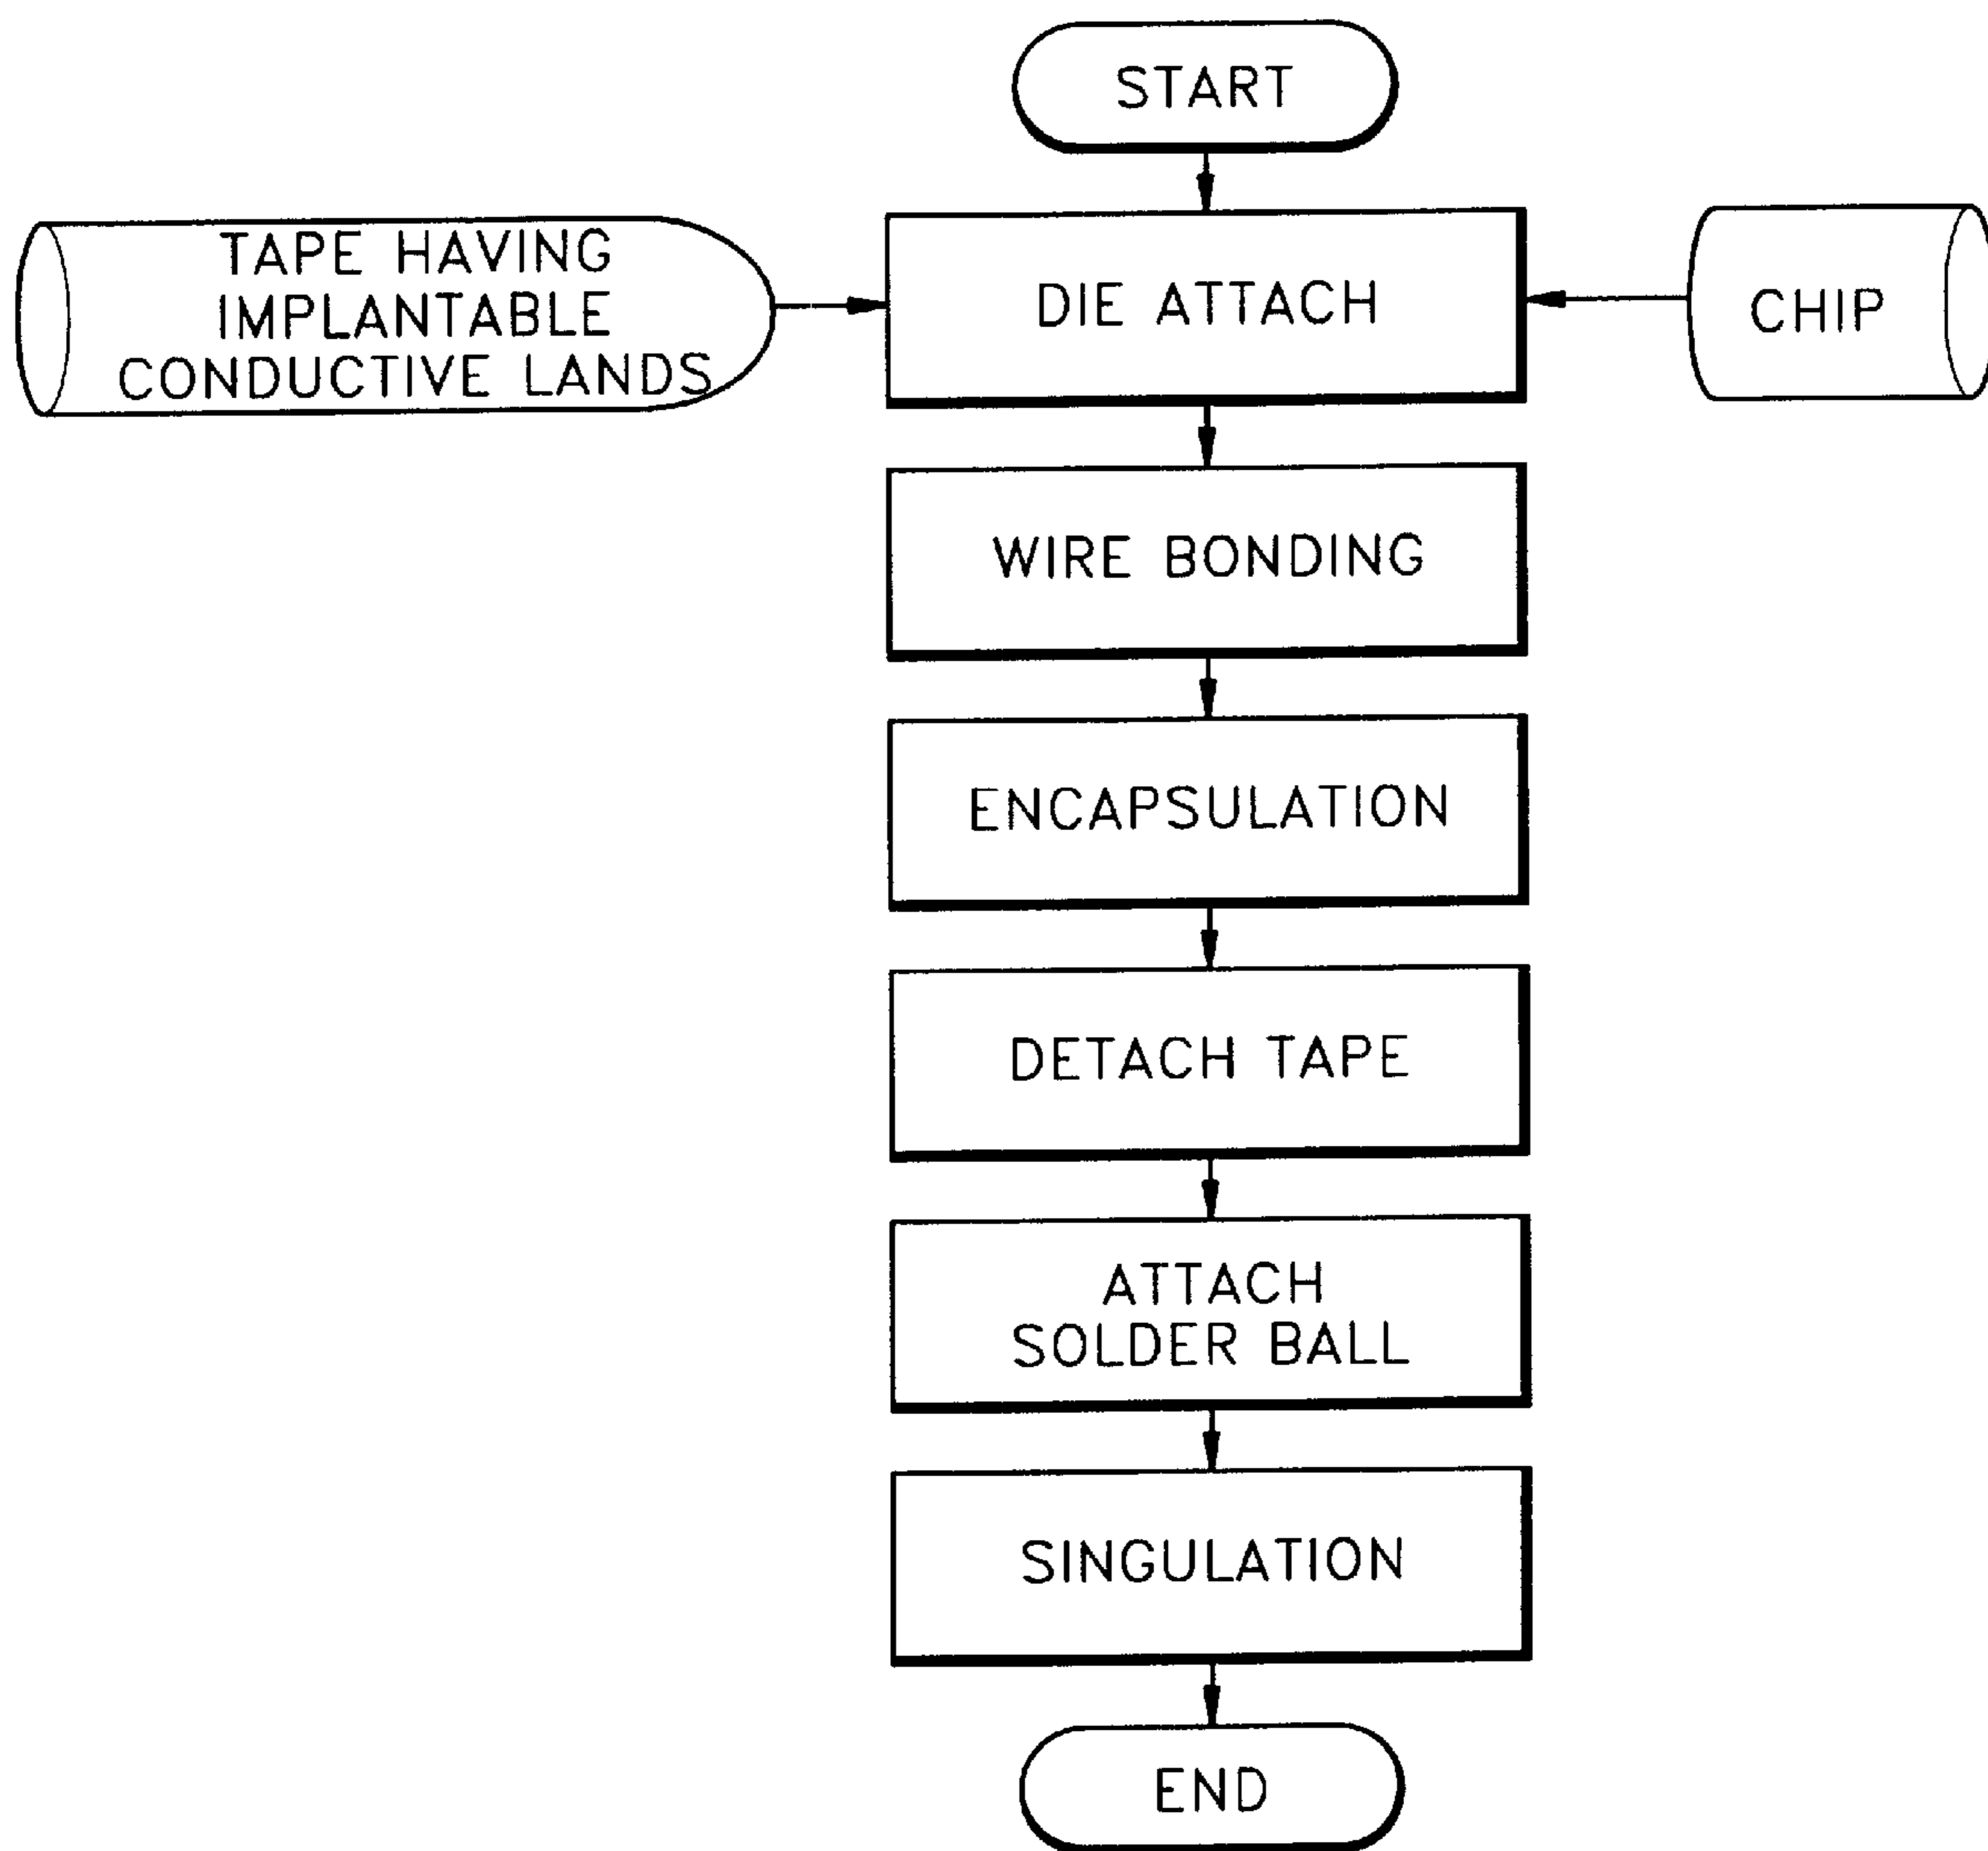 START
TAPE HAVING
IMPLANTABLE
CONDUCTIVE LANDS
DIE ATTACH
CHIP
WIRE BONDING
ENCAPSULATION
DETACH TAPE
ATTACH
SOLDER BALL
SINGULATION
END